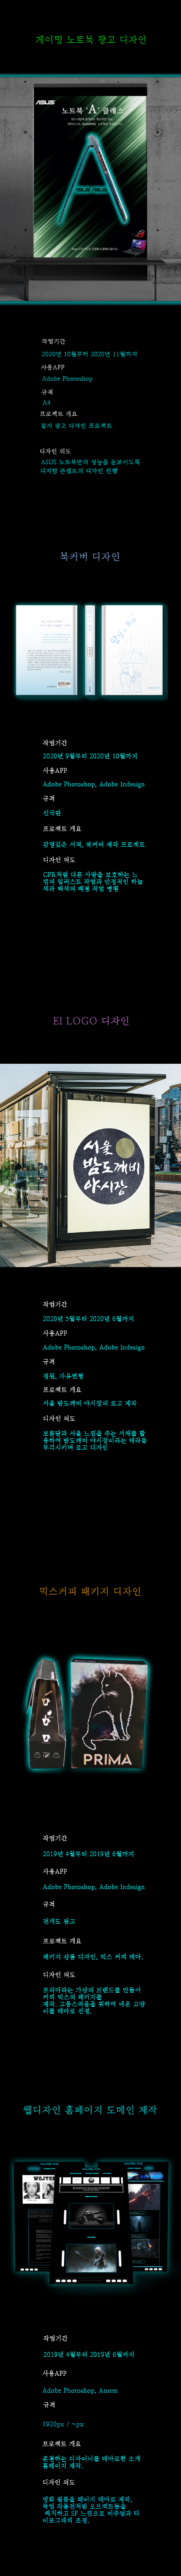 게이밍 노트북 광고 디자인
ASUS
노트북 'A' 클래스
A
작업기간
2020년 10월부터 2020년 11월까지
사용APP
Adobe Photoshop
규격
A4
프로젝트 개요
잡지 광고 디자인 프로젝트
디자인 의도
ASUS 노트북만의 성능을 돋보이도록
디지털 콘셉트의 디자인 진행
북커버 디자인
작업기간
2020년 9월부터 2020년 10월까지
사용APP
Adobe Photoshop, Adobe Indesign
규격
신국판
프로젝트 개요
감명깊은 서적, 북커버 제작 프로젝트
디자인 의도
CPR처럼 다른 사람을 보호하는 느
낌의 일러스트 작업과 안정적인 하늘
색과 백색의 배경 작업 병행
EI LOGO 디자인
서울
밤도깨비
야시장
작업기간
2020년 5월부터 2020년 6월까지
사용APP
Adobe Photoshop, Adobe Indesign
규격
정원, 자유변형
프로젝트 개요
서울 밤도깨비 야시장의 로고 제작
디자인 의도
보름달과 서울 느낌을 주는 서체를 활
용하여 밤도깨비 야시장이라는 테마를
부각시키며 로고 디자인
믹스커피 패키지 디자인
PRIMA
작업기간
2019년 4월부터 2019년 6월까지
사용APP
Adobe Photoshop, Adobe Indesign
규격
전개도 참고
프로젝트 개요
패키지 상품 디자인, 믹스 커피 테마.
디자인 의도
프리마라는 가상의 브랜드를 만들어
커피 믹스의 패키지를
제작, 고풍스러움을 위하여 네온 고양
이를 테마로 선정.
웹디자인 홈페이지 도메인 제작
작업기간
2019년 4월부터 2019년 6월까지
사용APP
Adobe Photoshop, Atorm
규격
1920px / ~px
프로젝트 개요
존경하는 디자이너를 테마로한 소개
홈페이지 제작.
디자인 의도
영화 필름을 페이지 테마로 제작,
폭발 작용점처럼 오브젝트들을
배치하고 SF 느낌으로 비주얼과 타
이포그래피 조정.